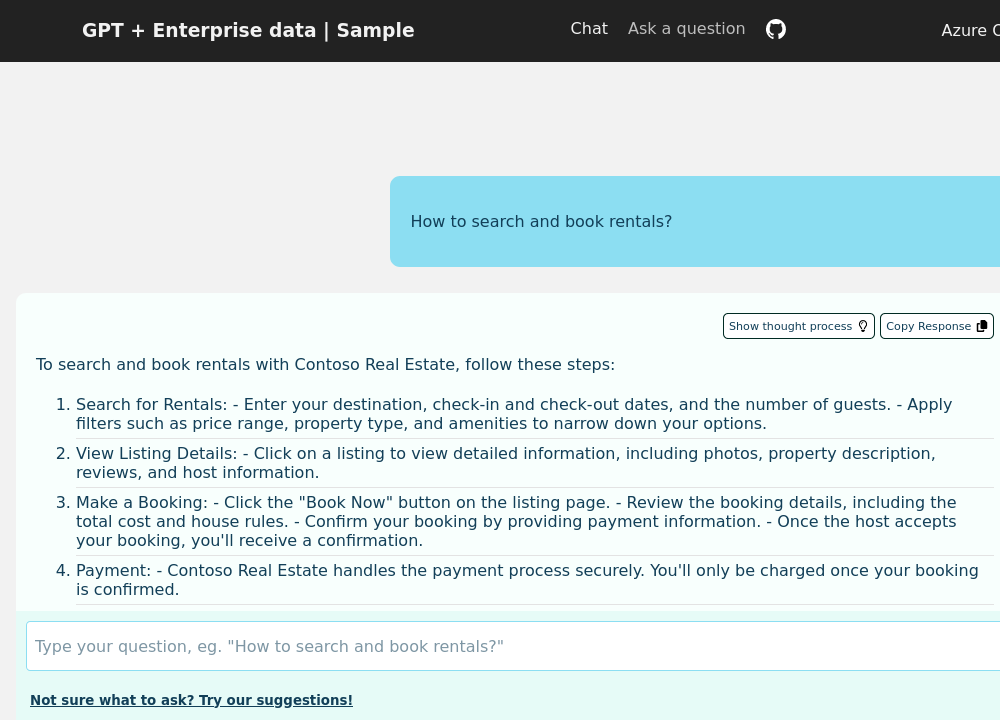 GPT + Enterprise data | Sample
Chat
Ask a question
Azure
How to search and book rentals?
Show thought process
Copy Response
To search and book rentals with Contoso Real Estate, follow these steps:
1. Search for Rentals: - Enter your destination, check-in and check-out dates, and the number of guests. - Apply
filters such as price range, property type, and amenities to narrow down your options.
2. View Listing Details: - Click on a listing to view detailed information, including photos, property description,
reviews, and host information.
3. Make a Booking: - Click the "Book Now" button on the listing page. - Review the booking details, including the
total cost and house rules. - Confirm your booking by providing payment information. - Once the host accepts
your booking, you'll receive a confirmation.
4. Payment: - Contoso Real Estate handles the payment process securely. You'll only be charged once your booking
is confirmed.
Type your question, eg. "How to search and book rentals?"
Not sure what to ask? Try our suggestions!